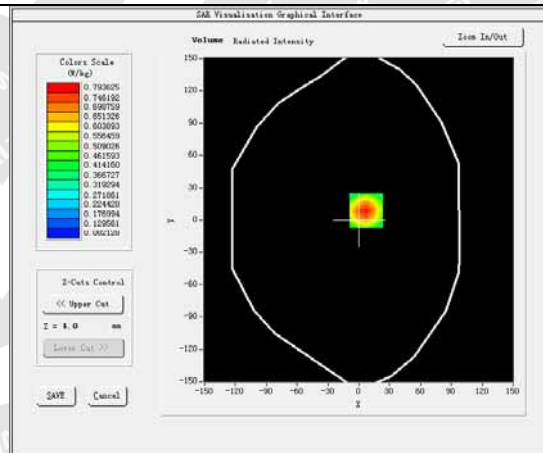 SAR Visualisation Graphical Interface
Volume Radiated Intensity
Zoom In/Out
Colors Scale
(W/kg)
0.793625
0.746192
0.698759
0.651326
0.603893
0.556459
0.509026
0.461593
0.414160
0.366727
0.319294
0.271861
0.224428
0.176994
0.129561
0.082128
Z-Cuts Control
<< Upper Cut
Z = 4.0 mm
Lower Cut >>
SAVE Cancel
150
120
90
60
30
0
-30
-60
-90
-120
-150
Y
-150 -120 -90 -60 -30 0 30 60 90 120 150
X